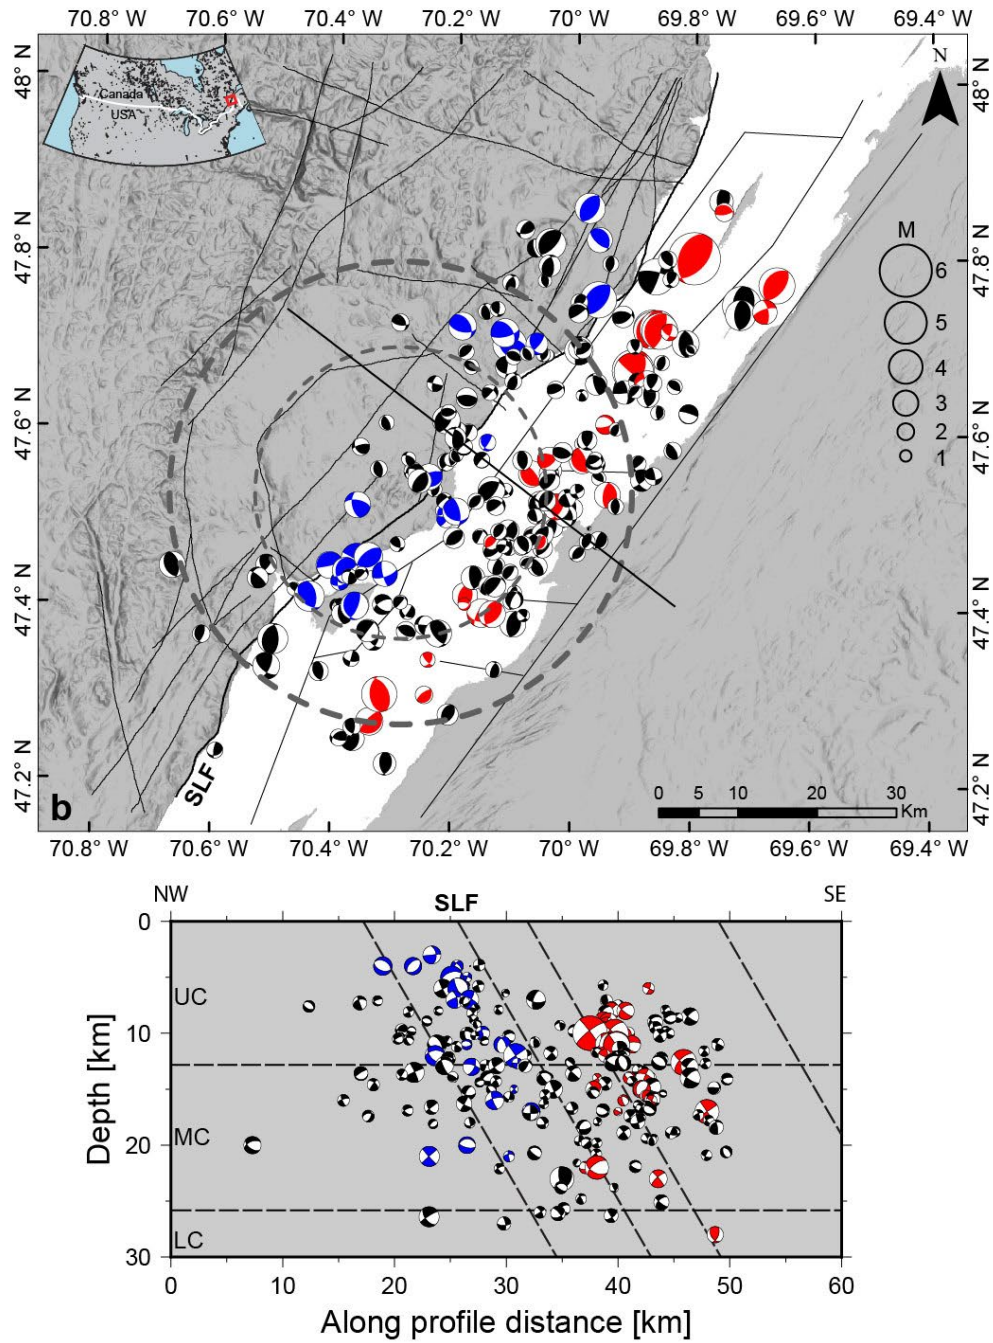 70.8° W 70.6° W 70.4° W 70.2° W 70° W 69.8° W 69.6° W 69.4° W
48° N
47.8° N
47.6° N
47.4° N
47.2° N
Canada
USA
N
M
6
5
4
3
2
1
48° N
47.8° N
47.6° N
47.4° N
47.2° N
SLF
b
0 5 10 20 30
Km
70.8° W 70.6° W 70.4° W 70.2° W 70° W 69.8° W 69.6° W 69.4° W
NW SLF SE
Depth [km]
0
10
20
30
UC
MC
LC
0 10 20 30 40 50 60
Along profile distance [km]